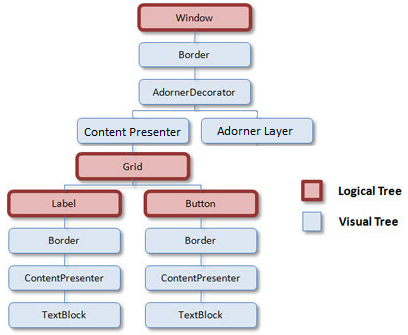 Window
Border
AdornerDecorator
Content Presenter
Adorner Layer
Grid
Label
Button
Logical Tree
Border
Border
Visual Tree
ContentPresenter
ContentPresenter
TextBlock
TextBlock